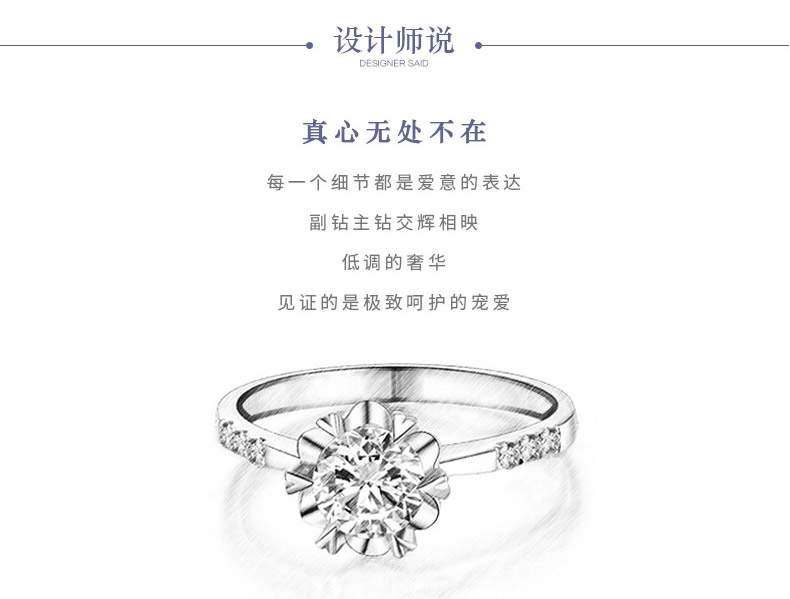 设计师说
DESIGNER SAID
真心无处不在
每一个细节都是爱意的表达
副钻主钻交辉相映
低调的奢华
见证的是极致呵护的宠爱